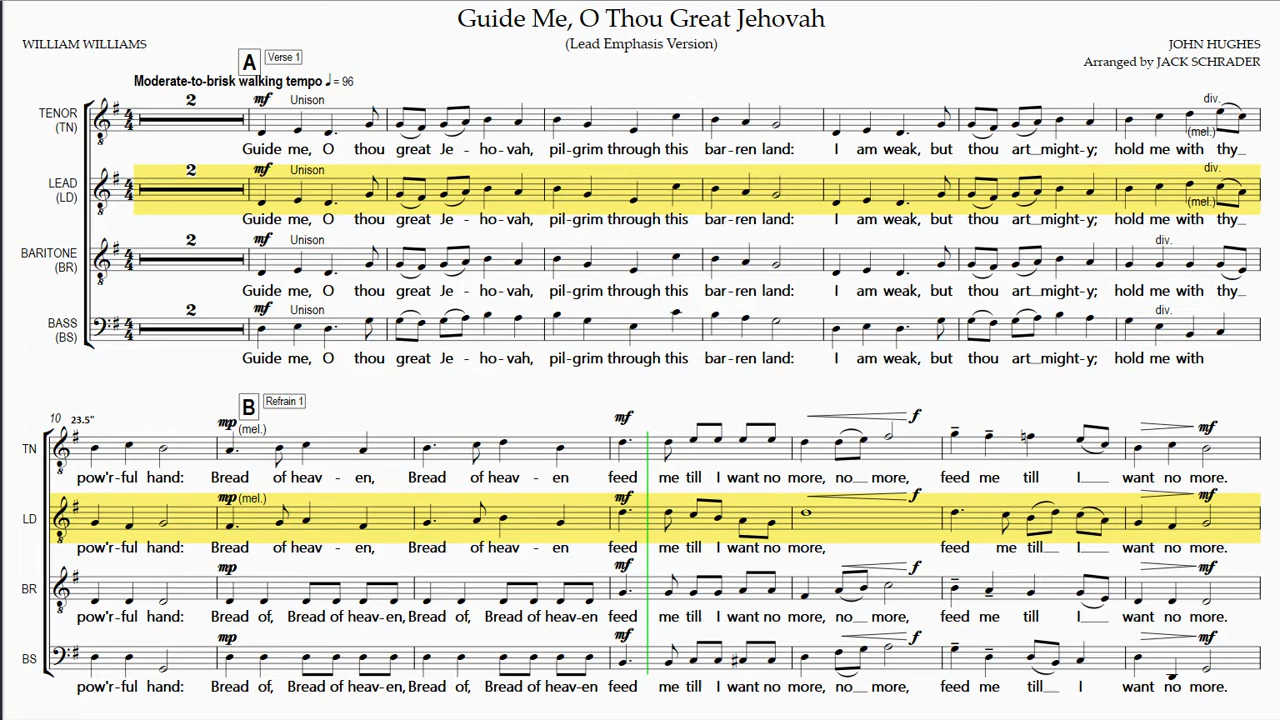 Guide Me, O Thou Great Jehovah
WILLIAM WILLIAMS
(Lead Emphasis Version)
JOHN HUGHES
Arranged by JACK SCHRADER
A
Verse 1
Moderate-to-brisk walking tempo ♩ = 96
TENOR
(TN)
2
mf
Unison
div.
(mel.)
Guide me, O thou great Je - ho - vah, pil - grim through this bar - ren land: I am weak, but thou art might - y; hold me with thy
LEAD
(LD)
2
mf
Unison
div.
(mel.)
Guide me, O thou great Je - ho - vah, pil - grim through this bar - ren land: I am weak, but thou art might - y; hold me with thy
BARITONE
(BR)
2
mf
Unison
div.
Guide me, O thou great Je - ho - vah, pil - grim through this bar - ren land: I am weak, but thou art might - y; hold me with thy
BASS
(BS)
2
mf
Unison
div.
Guide me, O thou great Je - ho - vah, pil - grim through this bar - ren land: I am weak, but thou art might - y; hold me with
10
23.5"
B
Refrain 1
TN
mp
(mel.)
mf
f
mf
pow'r - ful hand: Bread of heav - en, Bread of heav - en feed me till I want no more, no more, feed me till I want no more.
LD
mp
(mel.)
mf
f
mf
pow'r - ful hand: Bread of heav - en, Bread of heav - en feed me till I want no more, feed me till I want no more.
BR
mp
mf
f
mf
pow'r - ful hand: Bread of, Bread of heav - en, Bread of, Bread of heav - en feed me till I want no more, no more, feed me till I want no more.
BS
mp
mf
f
mf
pow'r - ful hand: Bread of, Bread of heav - en, Bread of, Bread of heav - en feed me till I want no more, no more, feed me till I want no more.